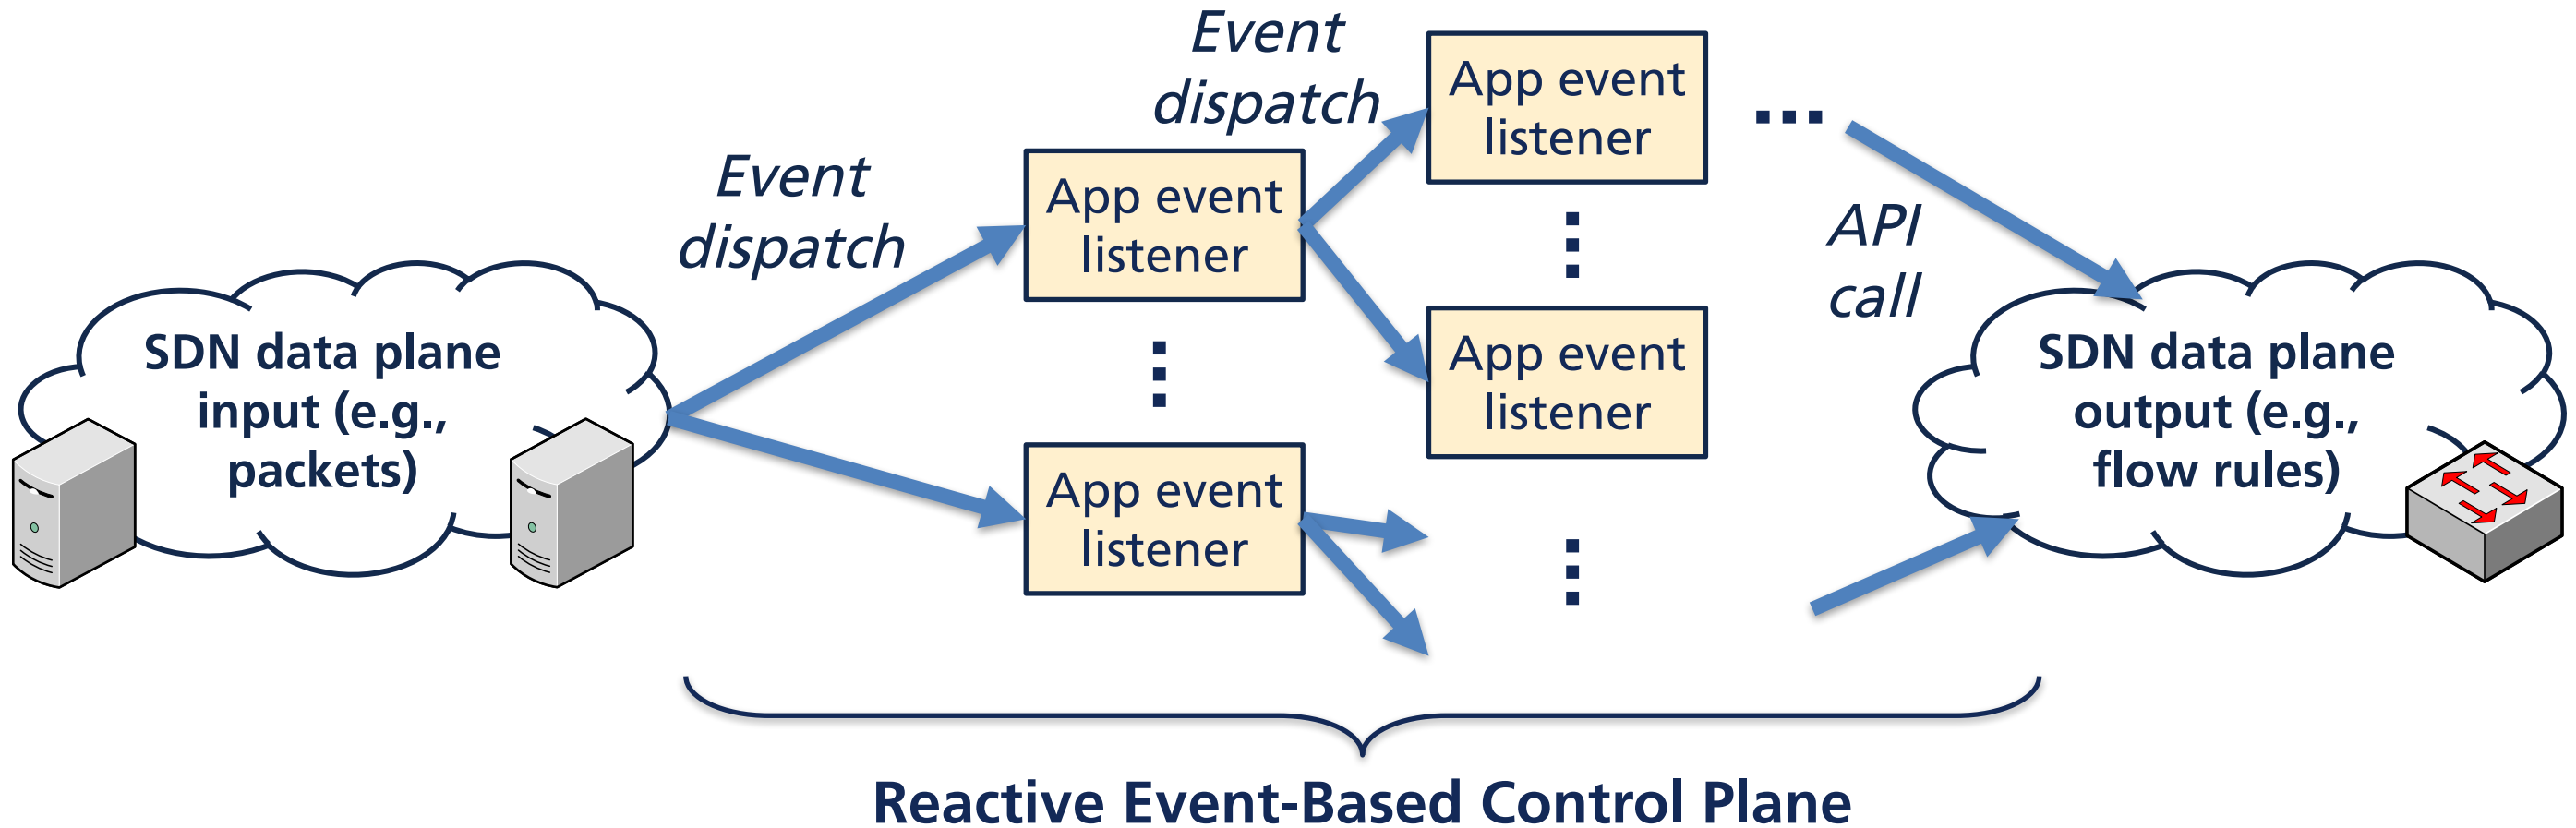 SDN data plane
input (e.g.,
packets)
Event
dispatch
App event
listener
App event
listener
Event
dispatch
App event
listener
App event
listener
...
API
call
SDN data plane
output (e.g.,
flow rules)
Reactive Event-Based Control Plane